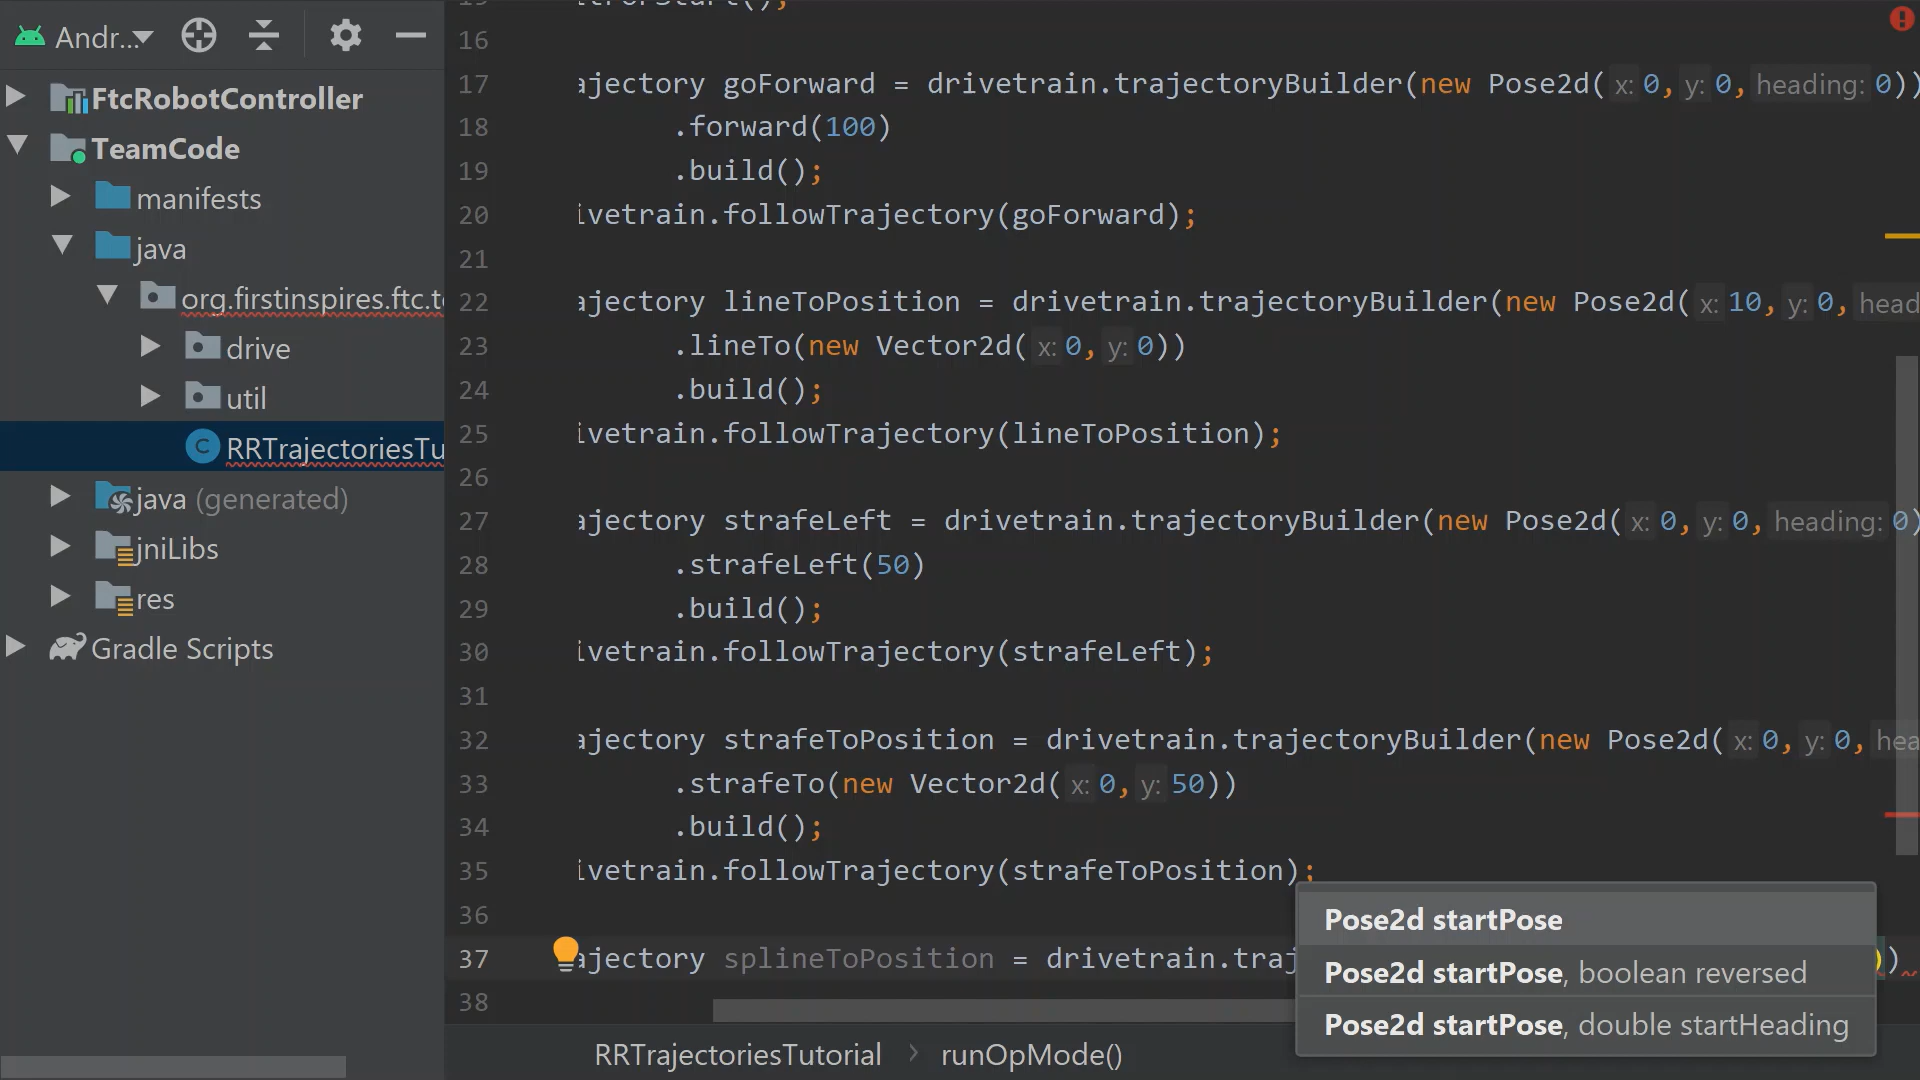 Andr...
FtcRobotController
TeamCode
manifests
java
org.firstinspires.ftc.te
drive
util
RRTrajectoriesTu
java (generated)
jniLibs
res
Gradle Scripts
16
17 ajectory goForward = drivetrain.trajectoryBuilder(new Pose2d( x: 0, y: 0, heading: 0))
18 .forward(100)
19 .build();
20 ivetrain.followTrajectory(goForward);
21
22 ajectory lineToPosition = drivetrain.trajectoryBuilder(new Pose2d( x: 10, y: 0, head
23 .lineTo(new Vector2d( x: 0, y: 0))
24 .build();
25 ivetrain.followTrajectory(lineToPosition);
26
27 ajectory strafeLeft = drivetrain.trajectoryBuilder(new Pose2d( x: 0, y: 0, heading: 0)
28 .strafeLeft(50)
29 .build();
30 ivetrain.followTrajectory(strafeLeft);
31
32 ajectory strafeToPosition = drivetrain.trajectoryBuilder(new Pose2d( x: 0, y: 0, hea
33 .strafeTo(new Vector2d( x: 0, y: 50))
34 .build();
35 ivetrain.followTrajectory(strafeToPosition);
36
37 ajectory splineToPosition = drivetrain.traj ))
38
Pose2d startPose
Pose2d startPose, boolean reversed
Pose2d startPose, double startHeading
RRTrajectoriesTutorial > runOpMode()